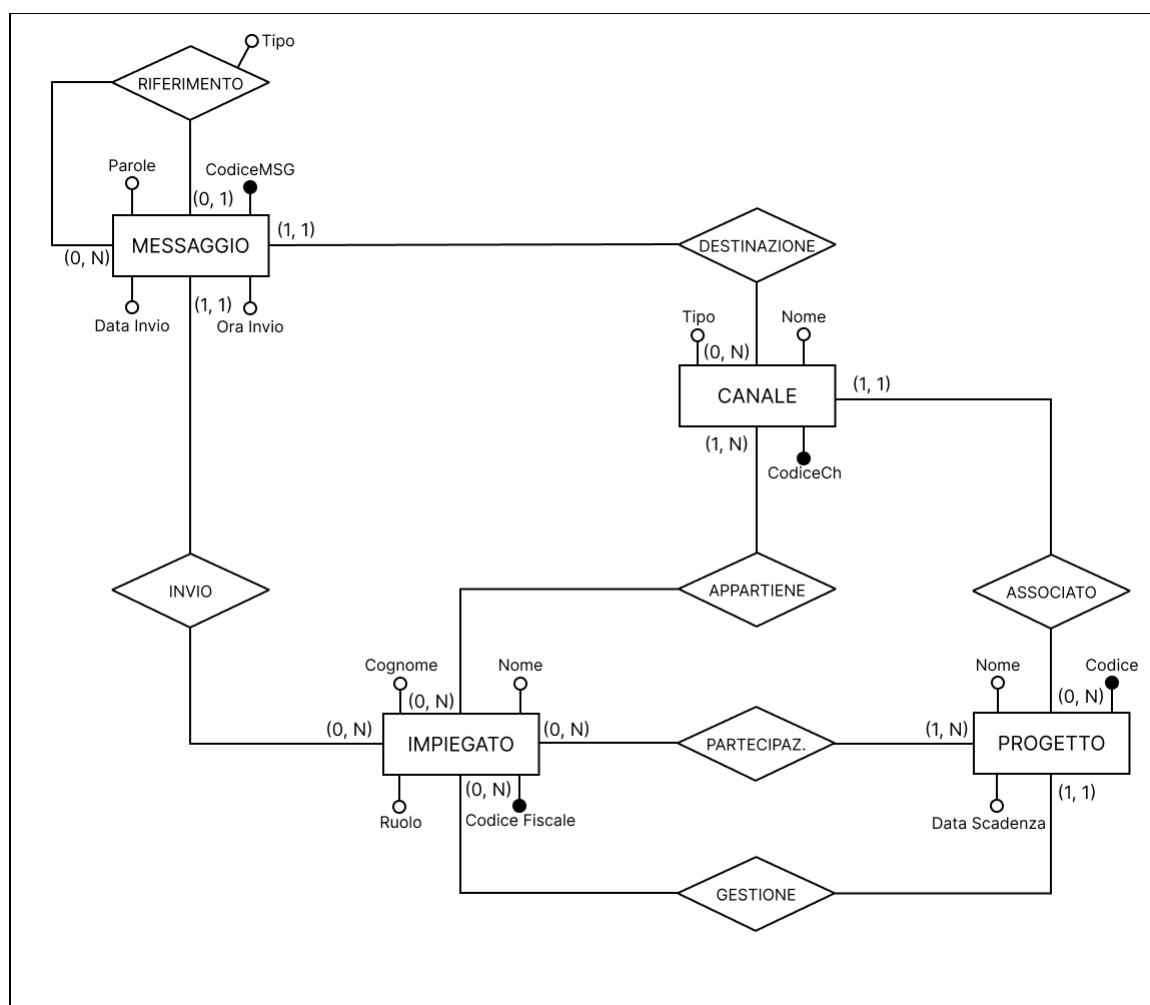 Tipo
RIFERIMENTO
Parole
CodiceMSG
(0, 1)
(1, 1)
MESSAGGIO
DESTINAZIONE
(0, N)
(1, 1)
Data Invio
Ora Invio
Tipo
Nome
(0, N)
CANALE
(1, 1)
(1, N)
CodiceCh
INVIO
APPARTIENE
ASSOCIATO
Cognome
Nome
Nome
Codice
(0, N)
(0, N)
(0, N)
IMPIEGATO
(0, N)
PARTECIPAZ.
(1, N)
PROGETTO
(0, N)
(1, 1)
Ruolo
Codice Fiscale
Data Scadenza
GESTIONE